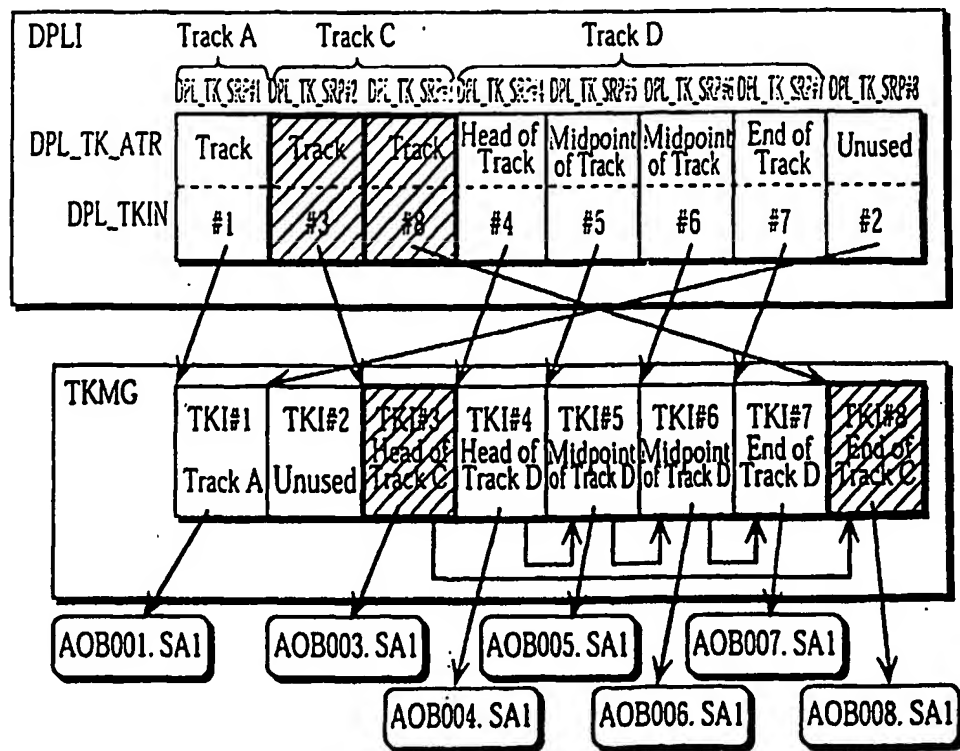 DPLI
Track A Track C Track D
DPL_TK_SRP#1 DPL_TK_SRP#2 DPL_TK_SRP#3 DPL_TK_SRP#4 DPL_TK_SRP#5 DPL_TK_SRP#6 DPL_TK_SRP#7 DPL_TK_SRP#8
DPL_TK_ATR
Track
Track
Track
Head of
Track
Midpoint
of Track
Midpoint
of Track
End of
Track
Unused
DPL_TKIN
#1 #3 #8 #4 #5 #6 #7 #2
TKMG
TKI#1
Track A
TKI#2
Unused
TKI#3
Head of
Track C
TKI#4
Head of
Track D
TKI#5
Midpoint
of Track D
TKI#6
Midpoint
of Track D
TKI#7
End of
Track D
TKI#8
End of
Track C
AOB001. SA1
AOB003. SA1
AOB005. SA1
AOB007. SA1
AOB004. SA1
AOB006. SA1
AOB008. SA1